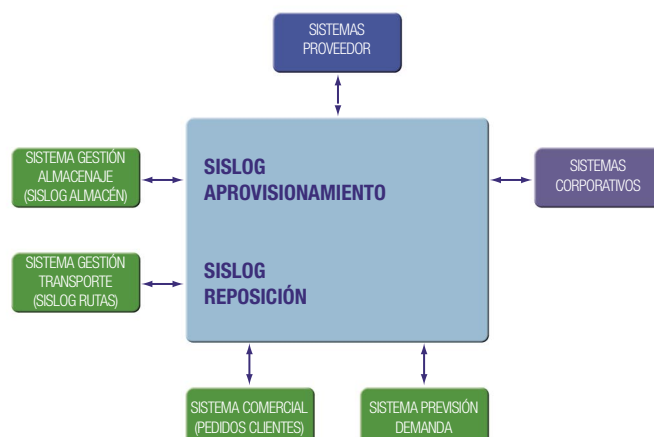 SISTEMAS
PROVEEDOR
SISTEMA GESTIÓN
ALMACENAJE
(SISLOG ALMACÉN)
SISLOG
APROVISIONAMIENTO
SISTEMAS
CORPORATIVOS
SISTEMA GESTIÓN
TRANSPORTE
(SISLOG RUTAS)
SISLOG
REPOSICIÓN
SISTEMA COMERCIAL
(PEDIDOS CLIENTES)
SISTEMA PREVISIÓN
DEMANDA